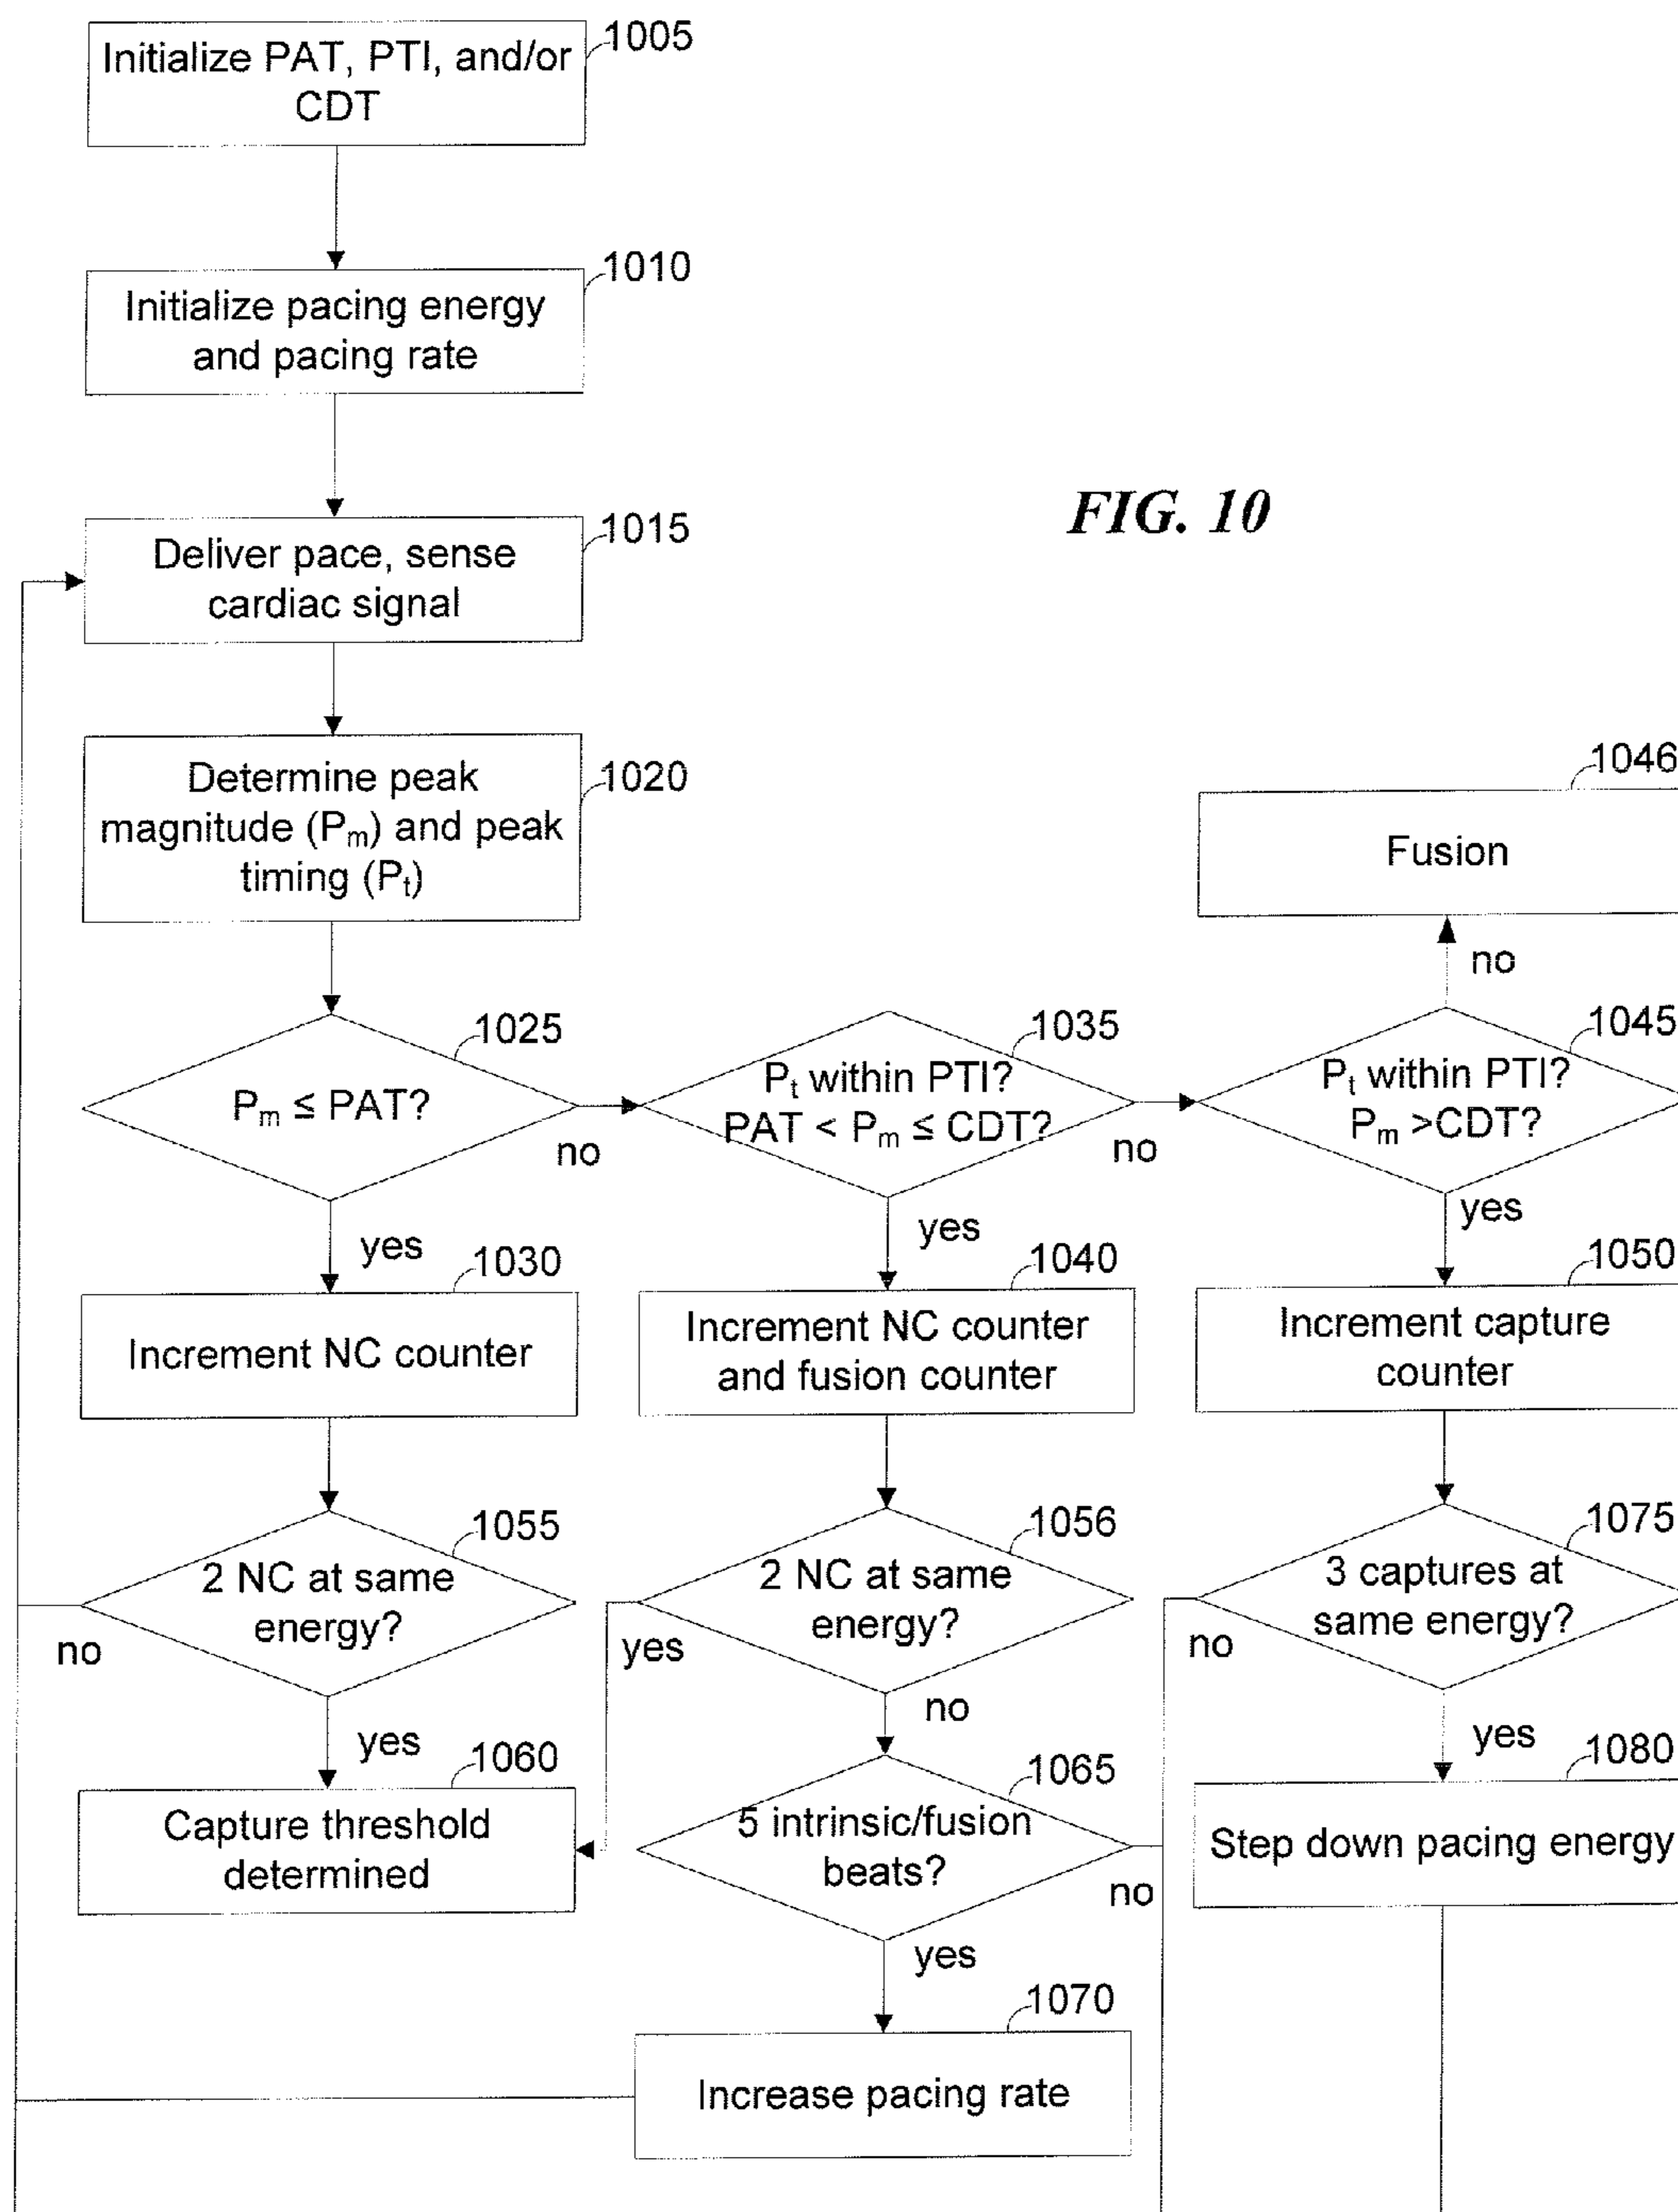 Initialize PAT, PTI, and/or
CDT
1005
Initialize pacing energy
and pacing rate
1010
FIG. 10
Deliver pace, sense
cardiac signal
1015
Determine peak
magnitude (Pm) and peak
timing (Pt)
1020
Fusion
1046
no
Pm ≤ PAT?
1025
no
yes
Pt within PTI?
PAT < Pm ≤ CDT?
1035
no
yes
Pt within PTI?
Pm >CDT?
1045
yes
Increment NC counter
1030
Increment NC counter
and fusion counter
1040
Increment capture
counter
1050
2 NC at same
energy?
1055
no
yes
2 NC at same
energy?
1056
yes
no
3 captures at
same energy?
1075
no
yes
Capture threshold
determined
1060
5 intrinsic/fusion
beats?
1065
no
yes
Step down pacing energy
1080
Increase pacing rate
1070